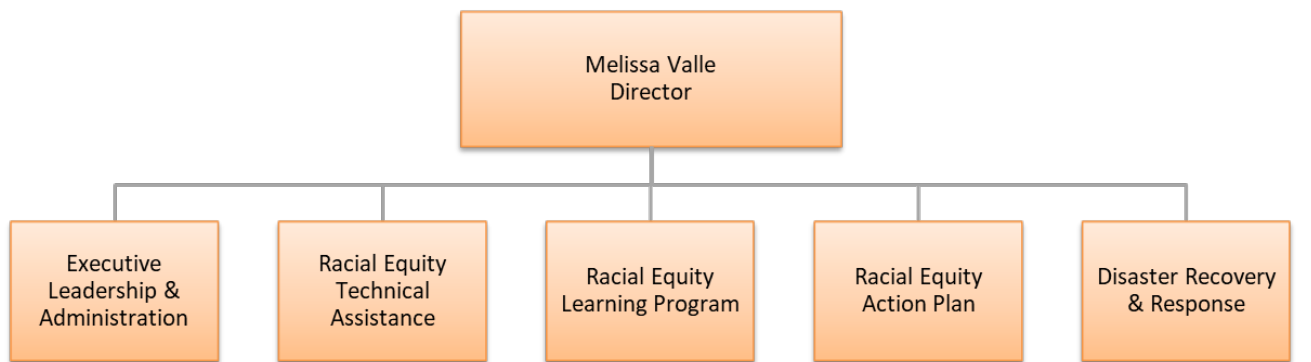 Melissa Valle
Director
Executive
Leadership &
Administration
Racial Equity
Technical
Assistance
Racial Equity
Learning Program
Racial Equity
Action Plan
Disaster Recovery
& Response